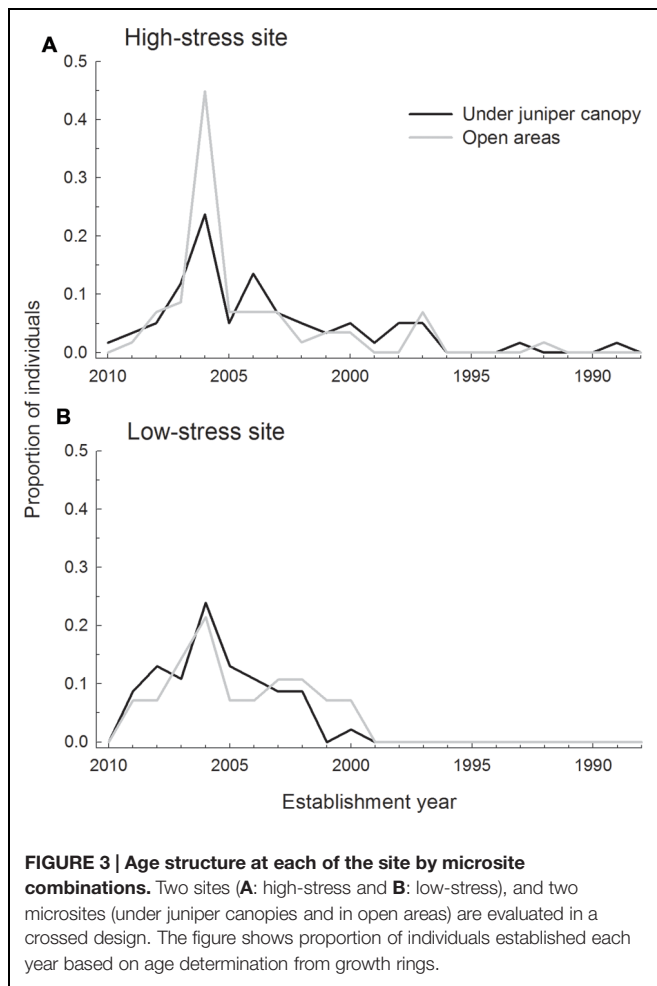 A
High-stress site
0.5
0.4
0.3
0.2
0.1
0.0
Under juniper canopy
Open areas
2010 2005 2000 1995 1990
Proportion of individuals
B
Low-stress site
0.5
0.4
0.3
0.2
0.1
0.0
2010 2005 2000 1995 1990
Establishment year
FIGURE 3 | Age structure at each of the site by microsite
combinations. Two sites (A: high-stress and B: low-stress), and two
microsites (under juniper canopies and in open areas) are evaluated in a
crossed design. The figure shows proportion of individuals established each
year based on age determination from growth rings.